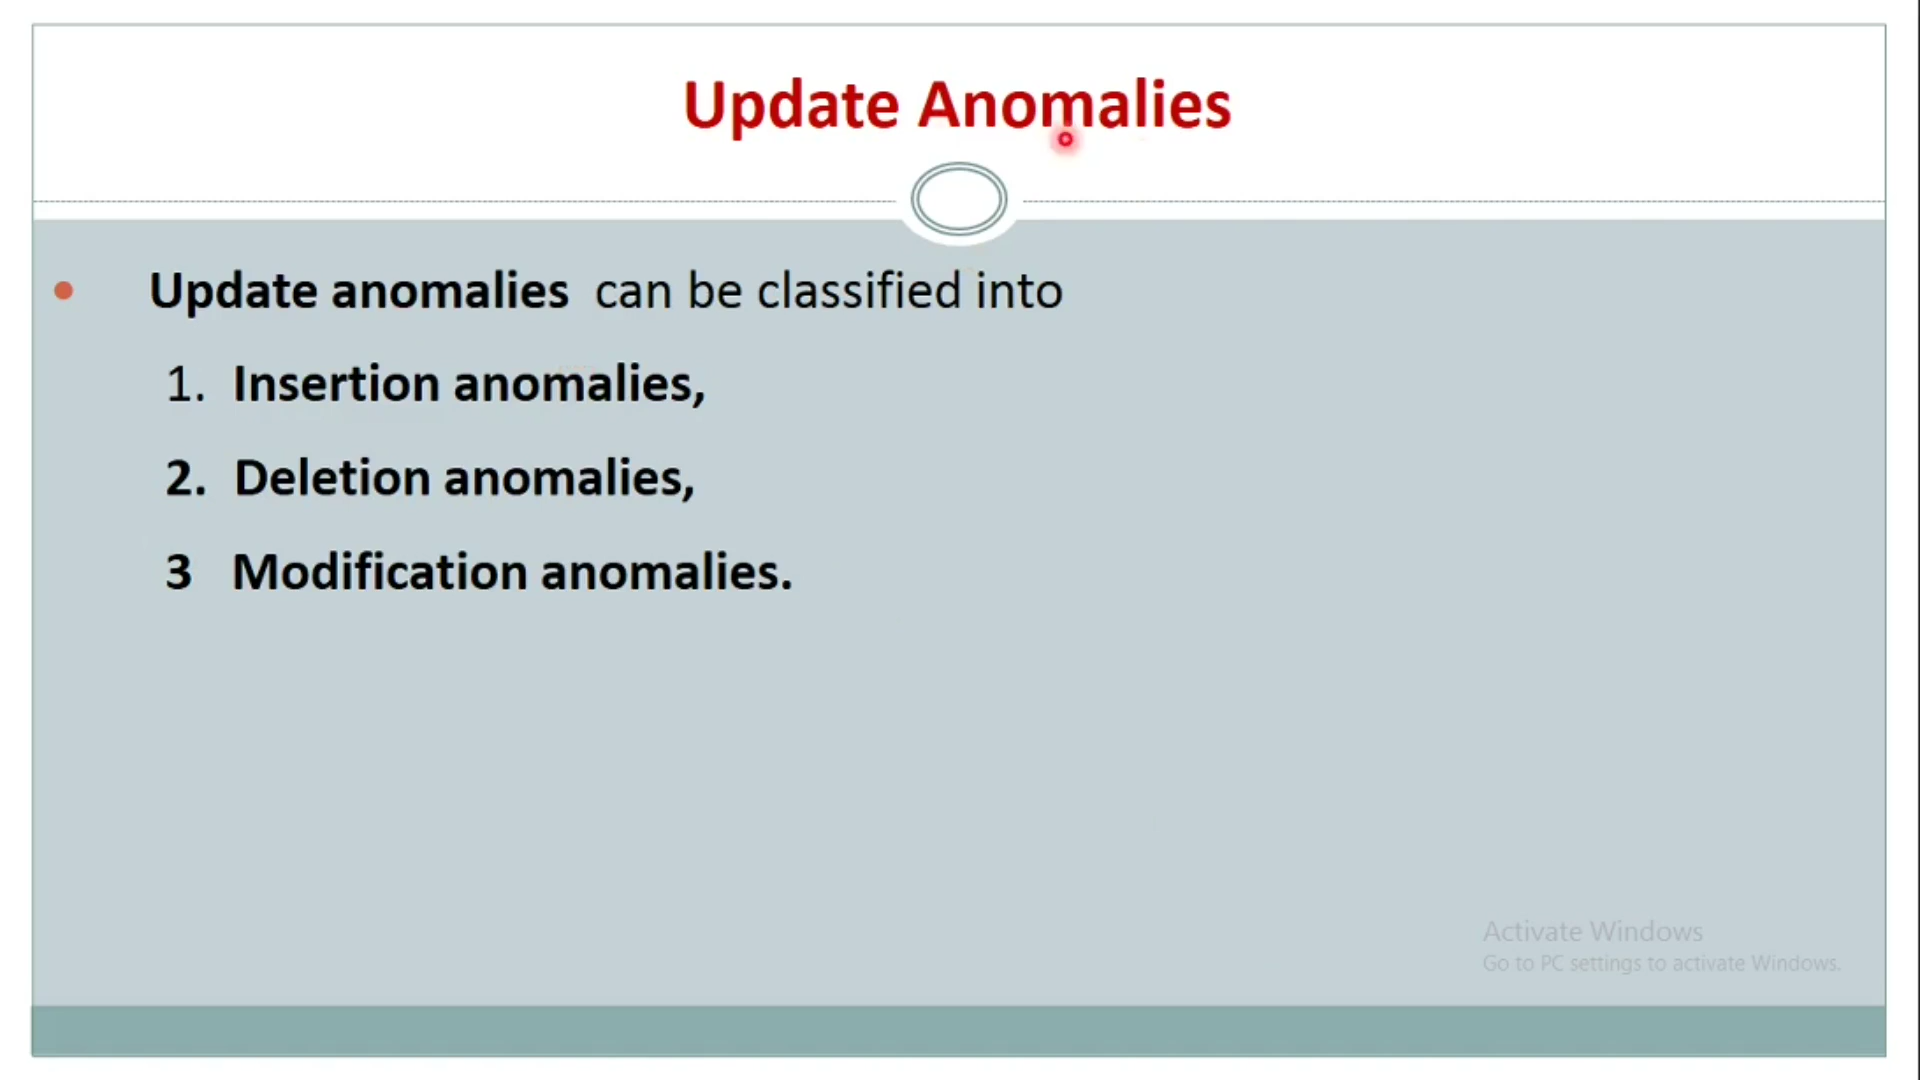 Update Anomalies
• Update anomalies can be classified into
1. Insertion anomalies,
2. Deletion anomalies,
3 Modification anomalies.
Activate Windows
Go to PC settings to activate Windows.